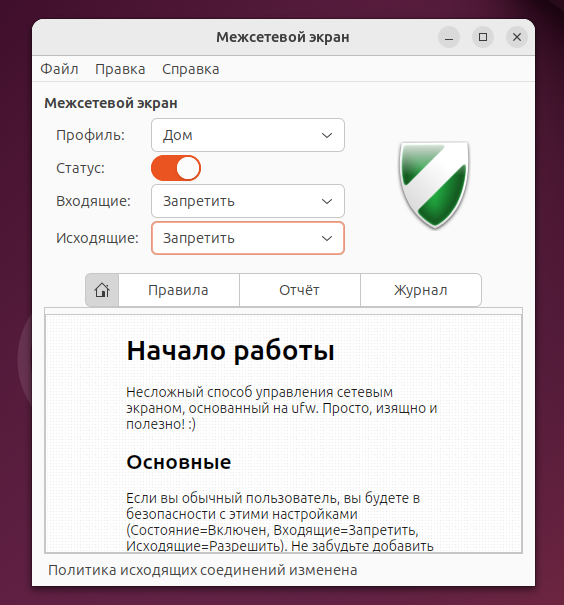 Межсетевой экран
Файл Правка Справка
Межсетевой экран
Профиль: Дом
Статус:
Входящие: Запретить
Исходящие: Запретить
Правила Отчёт Журнал
Начало работы
Несложный способ управления сетевым
экраном, основанный на ufw. Просто, изящно и
полезно! :)
Основные
Если вы обычный пользователь, вы будете в
безопасности с этими настройками
(Состояние=Включен, Входящие=Запретить,
Исходящие=Разрешить). Не забудьте добавить
Политика исходящих соединений изменена